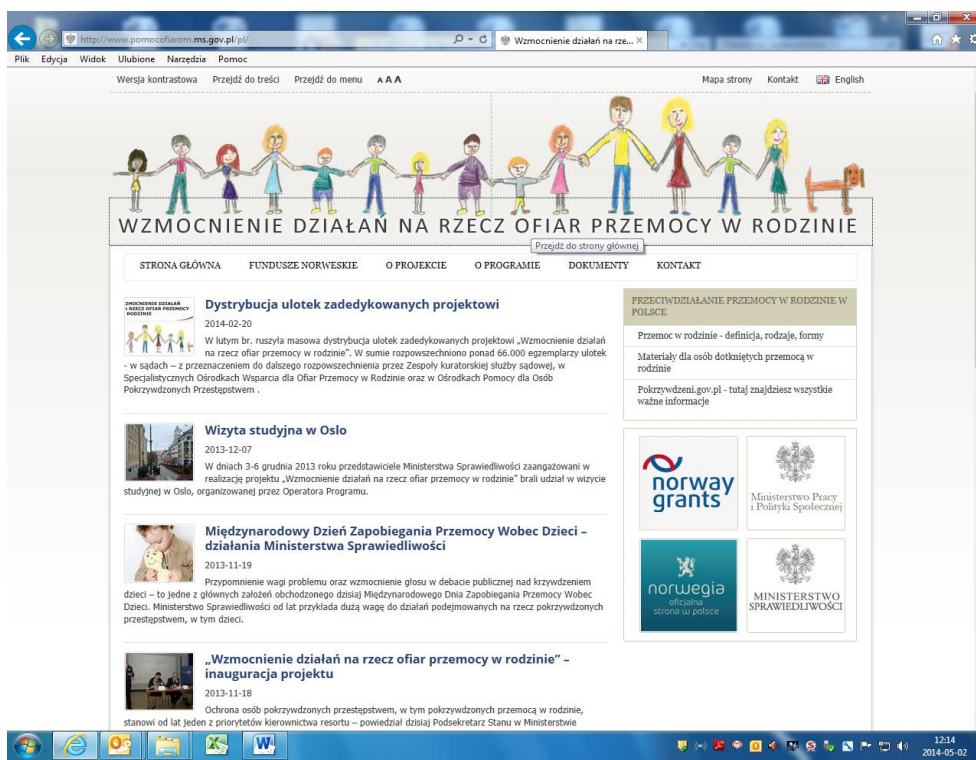 http://www.pomocofiarom.ms.gov.pl/pl/
Wzmocnienie działań na rze...
Plik Edycja Widok Ulubione Narzędzia Pomoc
Wersja kontrastowa Przejdź do treści Przejdź do menu A A A Mapa strony Kontakt English
WZMOCNIENIE DZIAŁAŃ NA RZECZ OFIAR PRZEMOCY W RODZINIE
Przejdź do strony głównej
STRONA GŁÓWNA FUNDUSZE NORWESKIE O PROJEKCIE O PROGRAMIE DOKUMENTY KONTAKT
Dystrybucja ulotek zadedykowanych projektowi
2014-02-20
W lutym br. ruszyła masowa dystrybucja ulotek zadedykowanych projektowi „Wzmocnienie działań
na rzecz ofiar przemocy w rodzinie”. W sumie rozpowszechniono ponad 66.000 egzemplarzy ulotek
- w sądach – z przeznaczeniem do dalszego rozpowszechnienia przez Zespoły kuratorskiej służby sądowej, w
Specjalistycznych Ośrodkach Wsparcia dla Ofiar Przemocy w Rodzinie oraz w Ośrodkach Pomocy dla Osób
Pokrzywdzonych Przestępstwem .
Wizyta studyjna w Oslo
2013-12-07
W dniach 3-6 grudnia 2013 roku przedstawiciele Ministerstwa Sprawiedliwości zaangażowani w
realizację projektu „Wzmocnienie działań na rzecz ofiar przemocy w rodzinie” brali udział w wizycie
studyjnej w Oslo, organizowanej przez Operatora Programu.
Międzynarodowy Dzień Zapobiegania Przemocy Wobec Dzieci –
działania Ministerstwa Sprawiedliwości
2013-11-19
Przypomnienie wagi problemu oraz wzmocnienie głosu w debacie publicznej nad krzywdzeniem
dzieci – to jedne z głównych założeń obchodzonego dzisiaj Międzynarodowego Dnia Zapobiegania Przemocy Wobec
Dzieci. Ministerstwo Sprawiedliwości od lat przykłada dużą wagę do działań podejmowanych na rzecz pokrzywdzonych
przestępstwem, w tym dzieci.
„Wzmocnienie działań na rzecz ofiar przemocy w rodzinie” –
inauguracja projektu
2013-11-18
Ochrona osób pokrzywdzonych przestępstwem, w tym pokrzywdzonych przemocą w rodzinie,
stanowi od lat jeden z priorytetów kierownictwa resortu – powiedział dzisiaj Podsekretarz Stanu w Ministerstwie
PRZECIWDZIAŁANIE PRZEMOCY W RODZINIE W
POLSCE
Przemoc w rodzinie - definicja, rodzaje, formy
Materiały dla osób dotkniętych przemocą w
rodzinie
Pokrzywdzeni.gov.pl - tutaj znajdziesz wszystkie
ważne informacje
norway
grants
Ministerstwo Pracy
i Polityki Społecznej
norwegia
oficjalna
strona w polsce
MINISTERSTWO
SPRAWIEDLIWOŚCI
12:14
2014-05-02